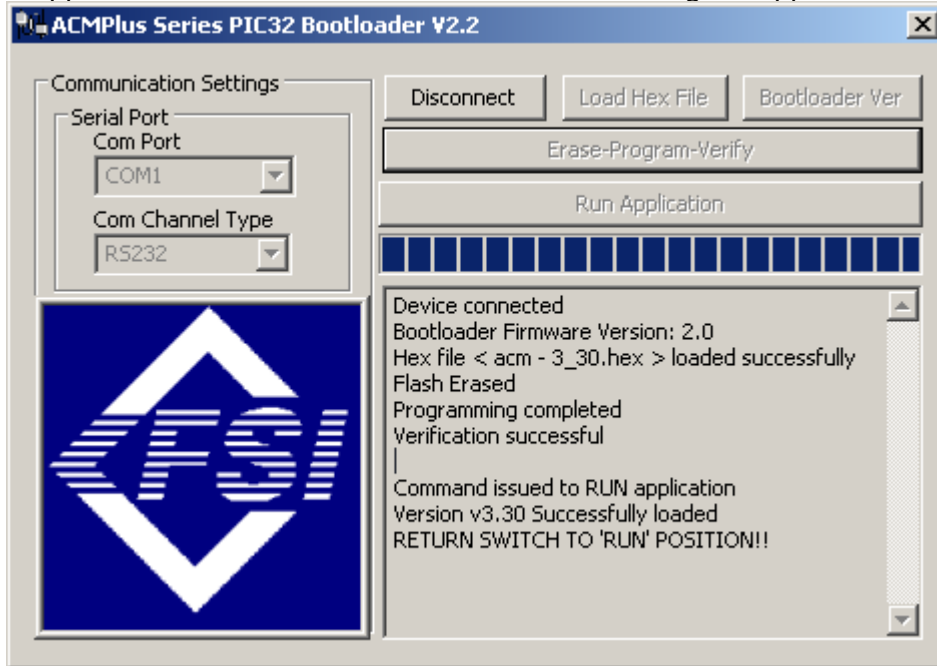 ACMPlus Series PIC32 Bootloader V2.2
Communication Settings
Serial Port
Com Port
COM1
Com Channel Type
RS232
Disconnect
Load Hex File
Bootloader Ver
Erase-Program-Verify
Run Application
FSI
Device connected
Bootloader Firmware Version: 2.0
Hex file < acm - 3_30.hex > loaded successfully
Flash Erased
Programming completed
Verification successful
Command issued to RUN application
Version v3.30 Successfully loaded
RETURN SWITCH TO 'RUN' POSITION!!